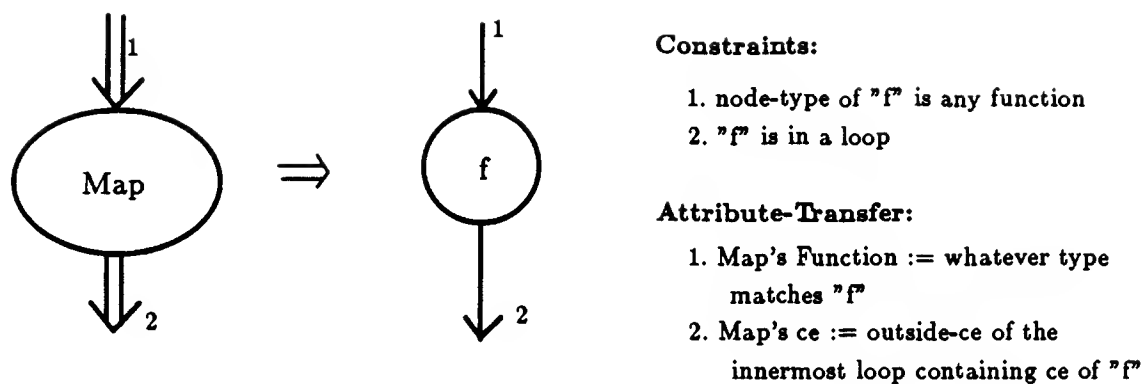 1
Map
2
1
f
2
Constraints:
1. node-type of "f" is any function
2. "f" is in a loop
Attribute-Transfer:
1. Map's Function := whatever type
matches "f"
2. Map's ce := outside-ce of the
innermost loop containing ce of "f"